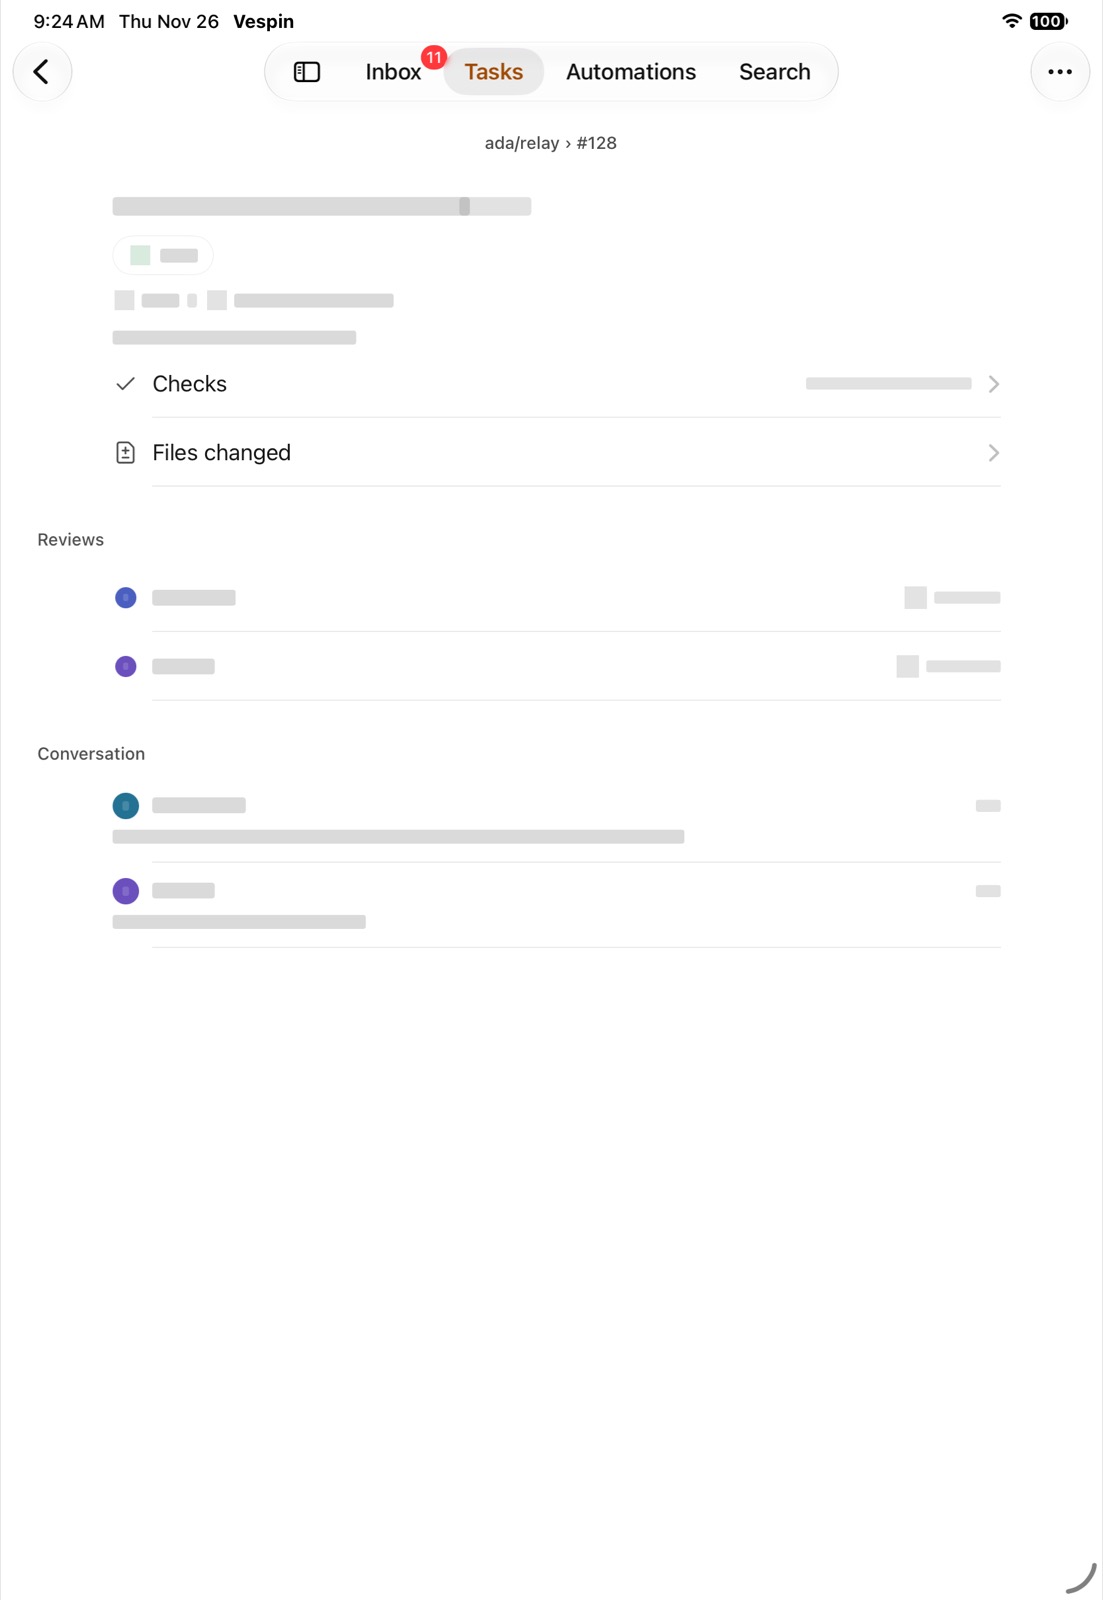 9:24 AM Thu Nov 26 Vespin 100
Inbox 11 Tasks Automations Search
ada/relay › #128
Checks
Files changed
Reviews
Conversation